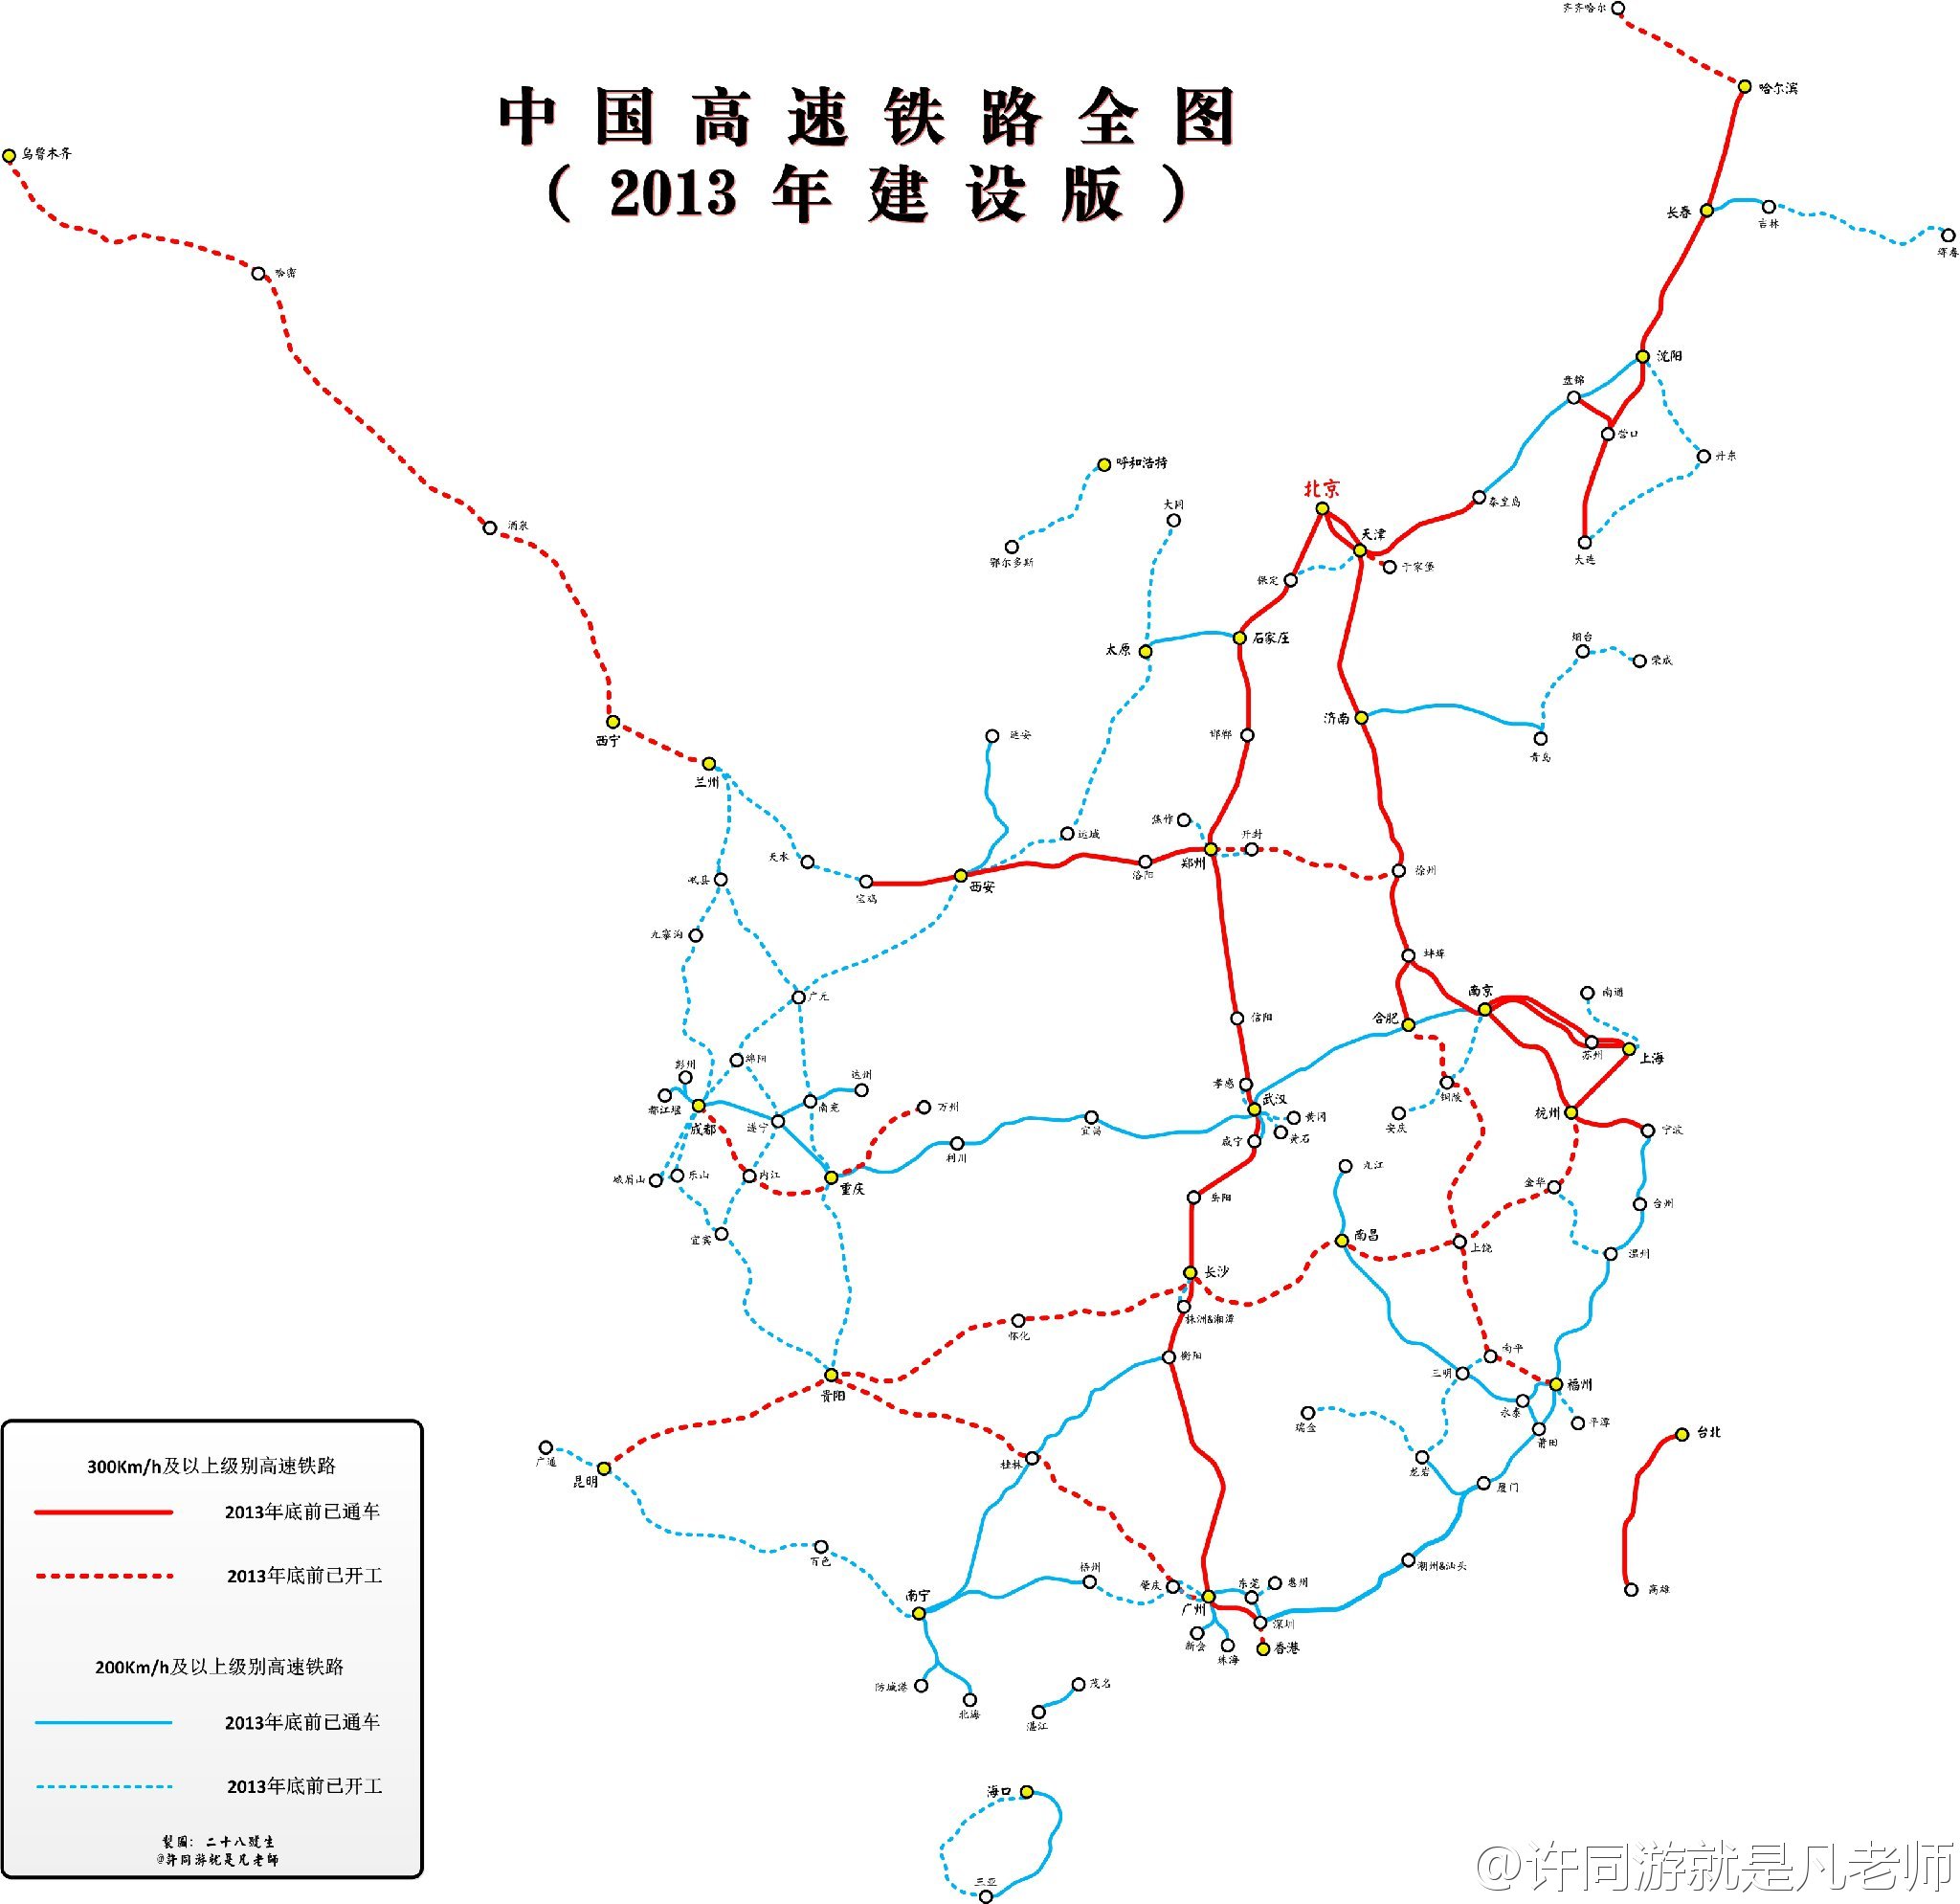 中国高速铁路全图
（2013年建设版）
齐齐哈尔
哈尔滨
乌鲁木齐
长春
吉林
珲春
哈密
沈阳
盘锦
营口
丹东
呼和浩特
北京
秦皇岛
大同
酒泉
天津
鄂尔多斯
大连
保定
于家堡
烟台
石家庄
太原
荣成
济南
西宁
延安
邯郸
青岛
兰州
焦作
运城
开封
天水
郑州
洛阳
徐州
岷县
西安
宝鸡
九寨沟
蚌埠
南京
南通
广元
信阳
合肥
绵阳
苏州
上海
彭州
达州
孝感
都江堰
南充
万州
武汉
铜陵
成都
遂宁
宜昌
黄冈
安庆
杭州
宁波
利川
咸宁
黄石
九江
峨眉山
乐山
内江
重庆
金华
岳阳
台州
宜宾
南昌
上饶
温州
长沙
株洲&湘潭
怀化
衡阳
南平
三明
贵阳
福州
永泰
瑞金
平潭
台北
莆田
广通
桂林
昆明
龙岩
厦门
百色
潮州&汕头
梧州
肇庆
东莞
惠州
高雄
南宁
广州
深圳
新会
珠海
香港
防城港
北海
茂名
湛江
海口
三亚
300Km/h及以上级别高速铁路
2013年底前已通车
2013年底前已开工
200Km/h及以上级别高速铁路
2013年底前已通车
2013年底前已开工
製圖：二十八號生
@许同游就是凡老師
@许同游就是凡老师